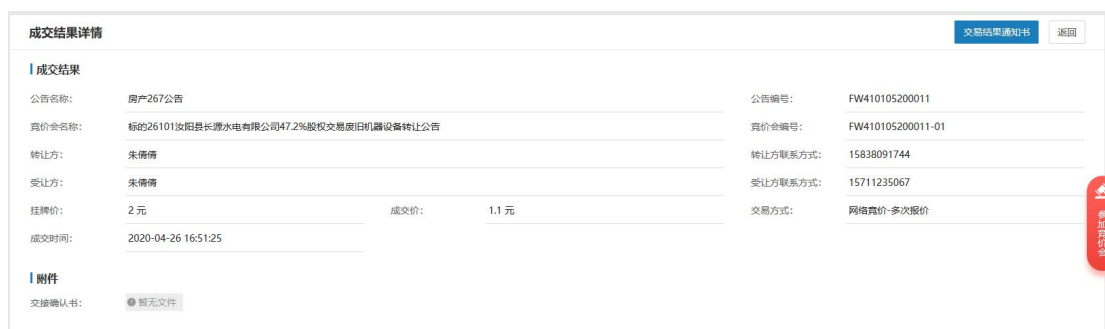 成交结果详情
交易结果通知书
返回
成交结果
公告名称: 房产267公告 公告编号: FW410105200011
竞价会名称: 标的26101汝阳县长源水电有限公司47.2%股权交易废旧机器设备转让公告 竞价会编号: FW410105200011-01
转让方: 朱倩倩 转让方联系方式: 15838091744
受让方: 朱倩倩 受让方联系方式: 15711235067
挂牌价: 2 元 成交价: 1.1 元 交易方式: 网络竞价-多次报价
成交时间: 2020-04-26 16:51:25
参加竞价会
附件
交接确认书: 暂无文件